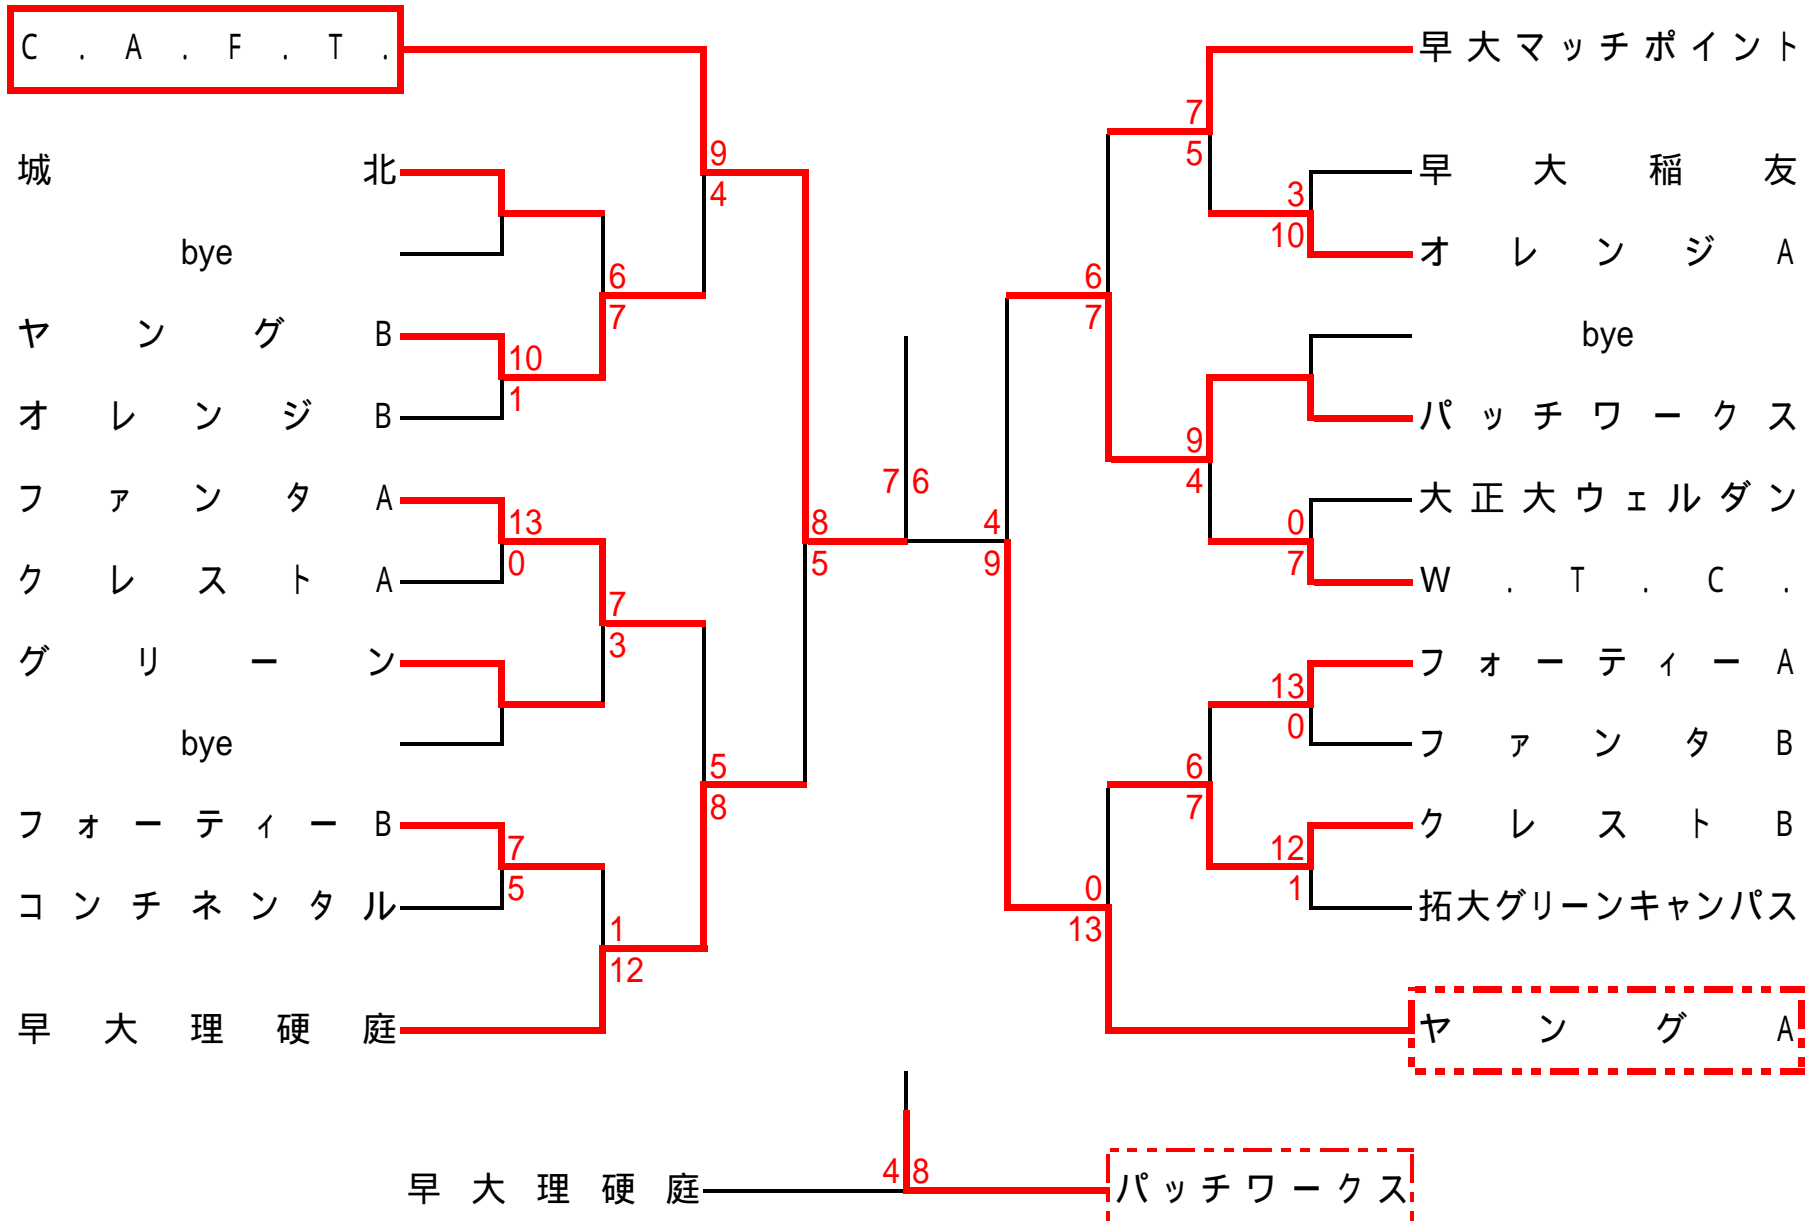 C.A.F.T.
城北
bye
ヤングB
オレンジB
ファンタA
クレストA
グリーン
bye
フォーティーB
コンチネンタル
早大理硬庭
9
4
6
7
10
1
13
0
7
3
5
8
7
5
1
12
8
5
7 6
4
9
早大マッチポイント
早大稲友
オレンジA
bye
パッチワークス
大正大ウェルダン
W.T.C.
フォーティーA
ファンタB
クレストB
拓大グリーンキャンパス
ヤングA
7
5
3
10
6
7
9
4
0
7
13
0
6
7
12
1
0
13
早大理硬庭 4 8 パッチワークス